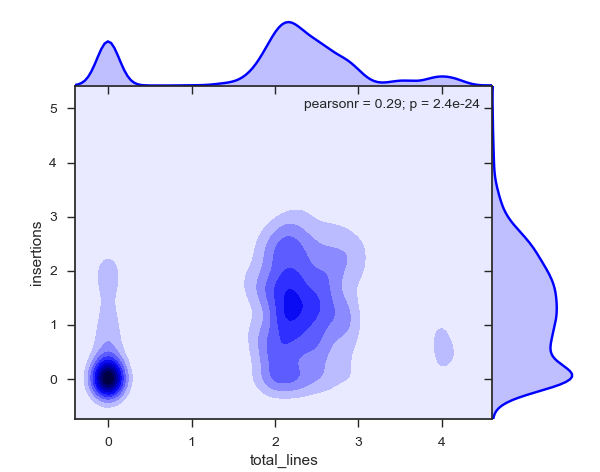 pearsonr = 0.29; p = 2.4e-24
5
4
3
2
1
0
insertions
0 1 2 3 4
total_lines